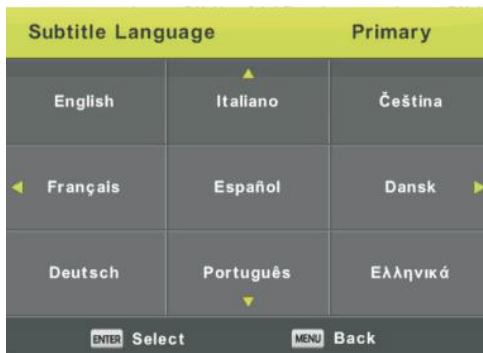 Subtitle Language Primary
English Italiano Čeština
Français Español Dansk
Deutsch Português Ελληνικά
ENTER Select MENU Back